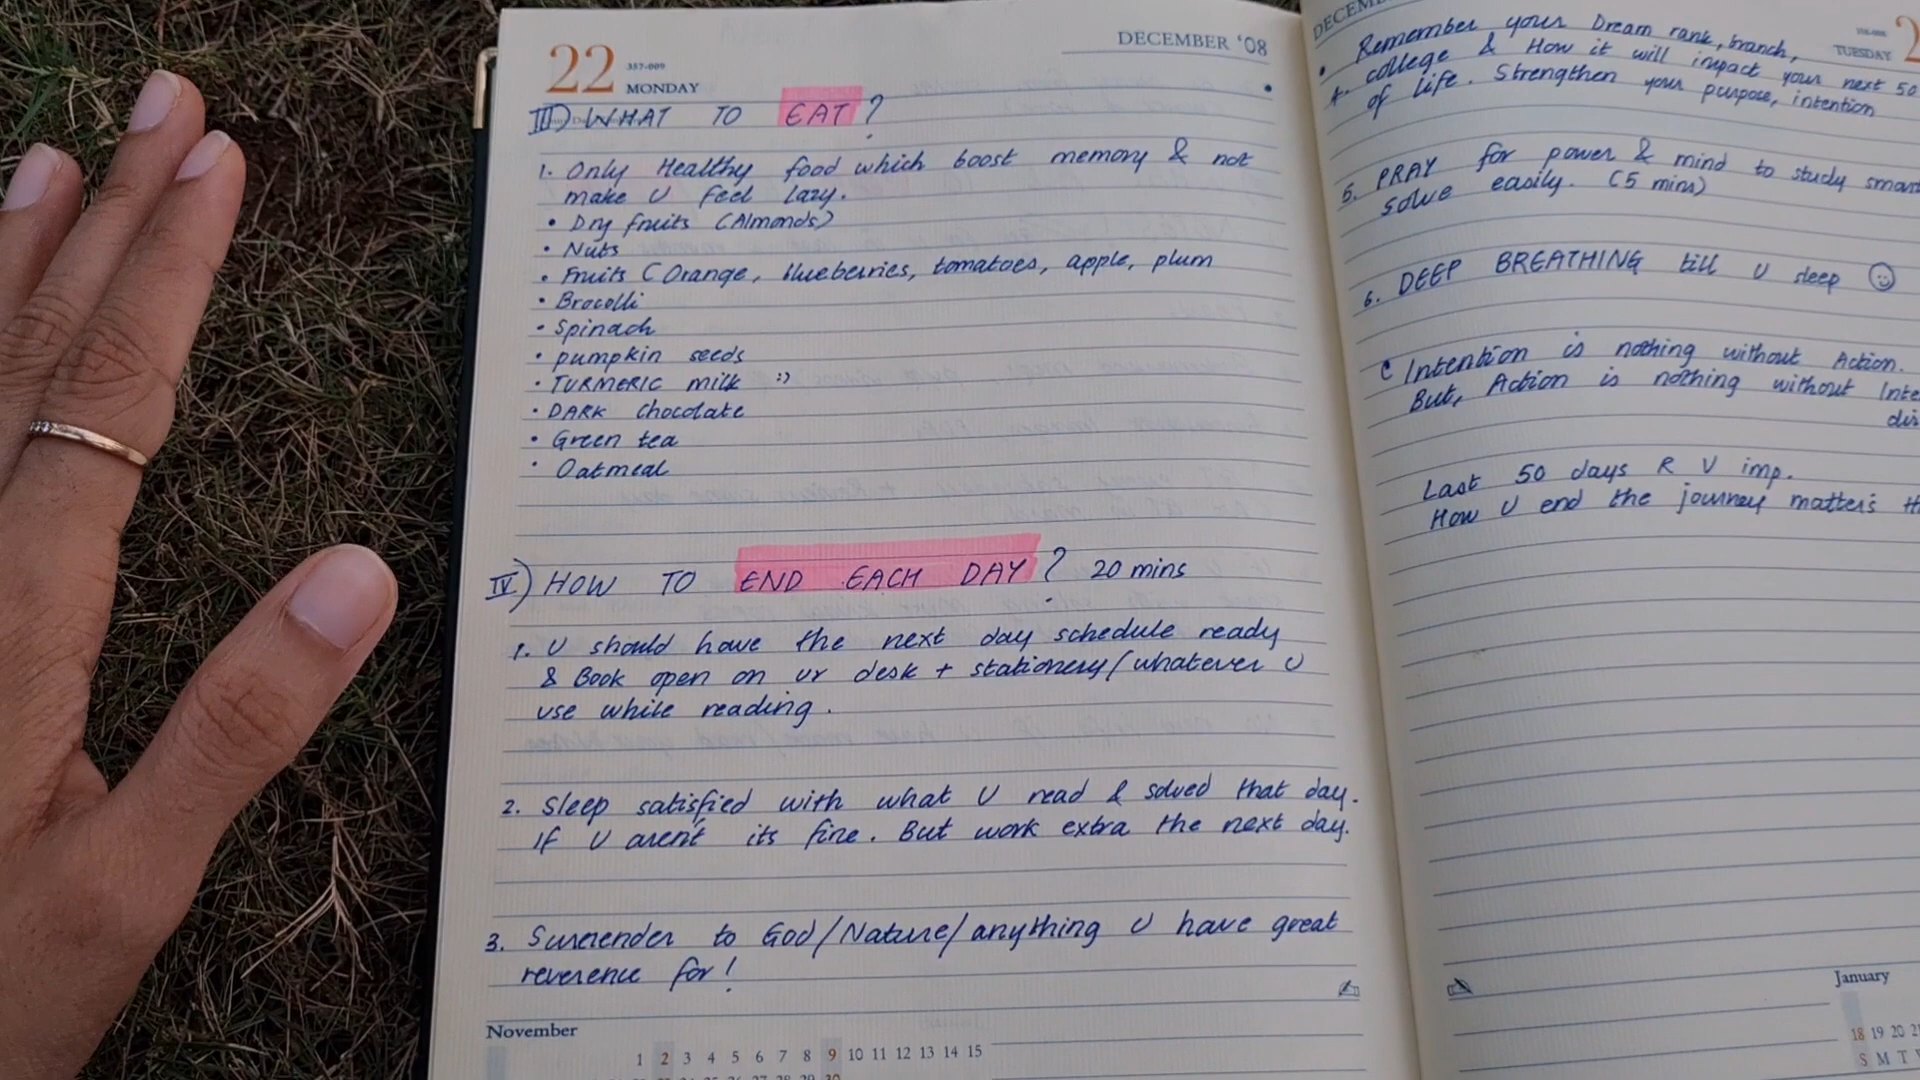 22
357-009
MONDAY
DECEMBER '08
III) WHAT TO EAT?
1. Only Healthy food which boost memory & not
make U feel lazy.
• Dry fruits (Almonds)
• Nuts
• Fruits (Orange, blueberries, tomatoes, apple, plum
• Brocolli
• Spinach
• pumpkin seeds
• TURMERIC milk :)
• DARK chocolate
• Green tea
• Oatmeal
IV) HOW TO END EACH DAY? 20 mins
1. U should have the next day schedule ready
& Book open on ur desk + stationery/whatever U
use while reading.
2. Sleep satisfied with what U read & solved that day.
If U aren't its fine. But work extra the next day.
3. Surrender to God/Nature/anything U have great
reverence for!
November
1 2 3 4 5 6 7 8 9 10 11 12 13 14 15
TUESDAY
4. Remember your Dream rank, branch,
college & How it will impact your next 50
of life. Strengthen your purpose, intention
5. PRAY for power & mind to study smart
solve easily. (5 mins)
6. DEEP BREATHING till U sleep
Intention is nothing without Action.
But, Action is nothing without
Last 50 days R V imp.
How U end the journey matters
January
18 19 20
S M T